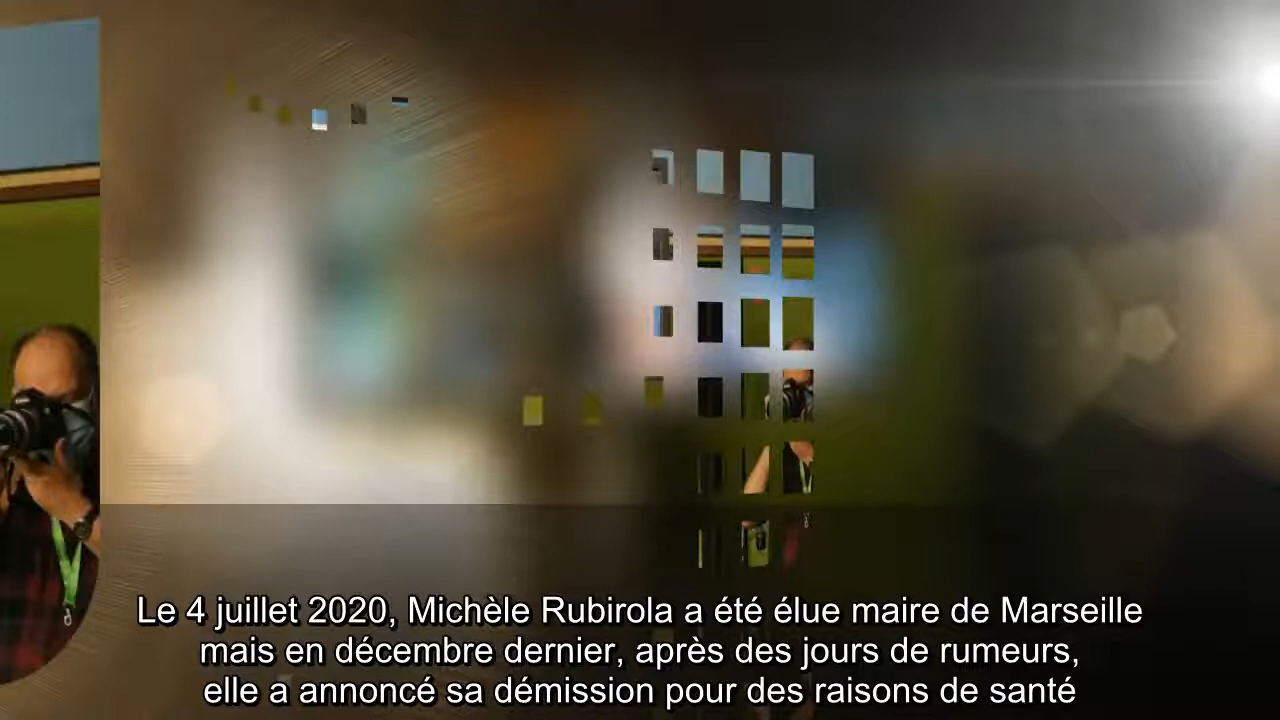 Le 4 juillet 2020, Michèle Rubirola a été élue maire de Marseille
mais en décembre dernier, après des jours de rumeurs,
elle a annoncé sa démission pour des raisons de santé